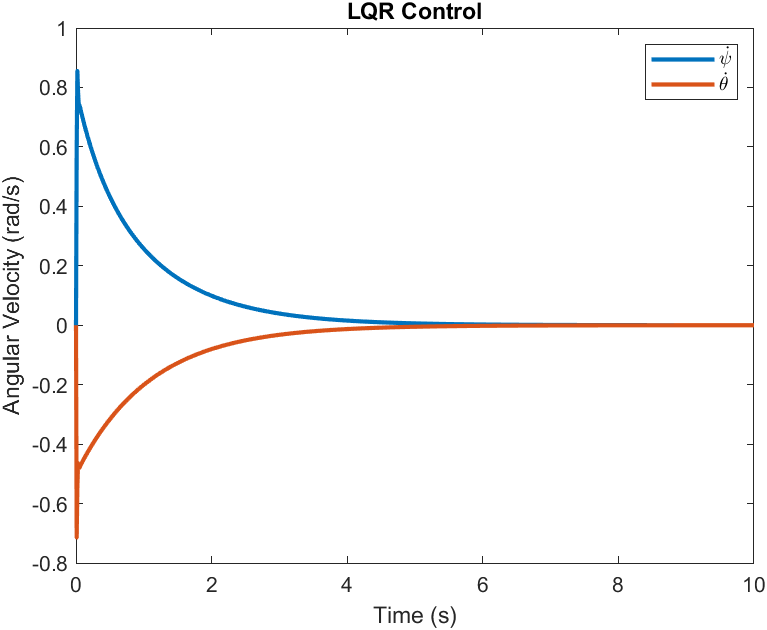 LQR Control
1
0.8
0.6
0.4
0.2
0
-0.2
-0.4
-0.6
-0.8
Angular Velocity (rad/s)
ψ̇
θ̇
0 2 4 6 8 10
Time (s)